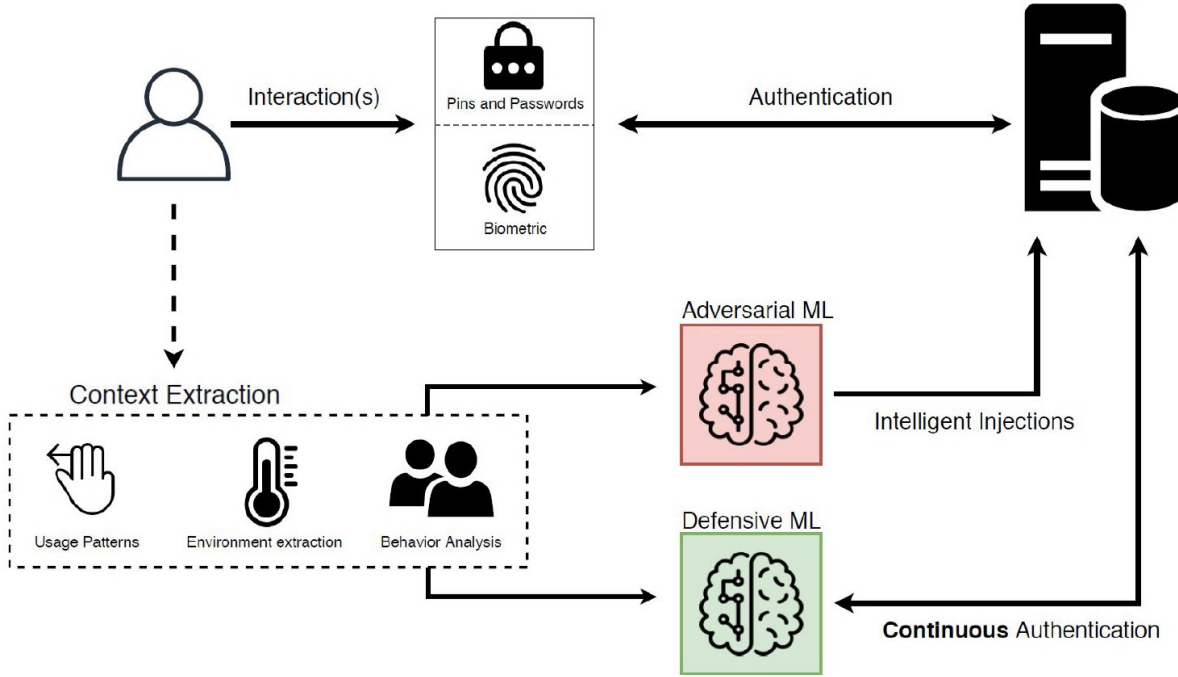 Interaction(s)
Pins and Passwords
Authentication
Biometric
Adversarial ML
Context Extraction
Intelligent Injections
Usage Patterns
Environment extraction
Behavior Analysis
Defensive ML
Continuous Authentication